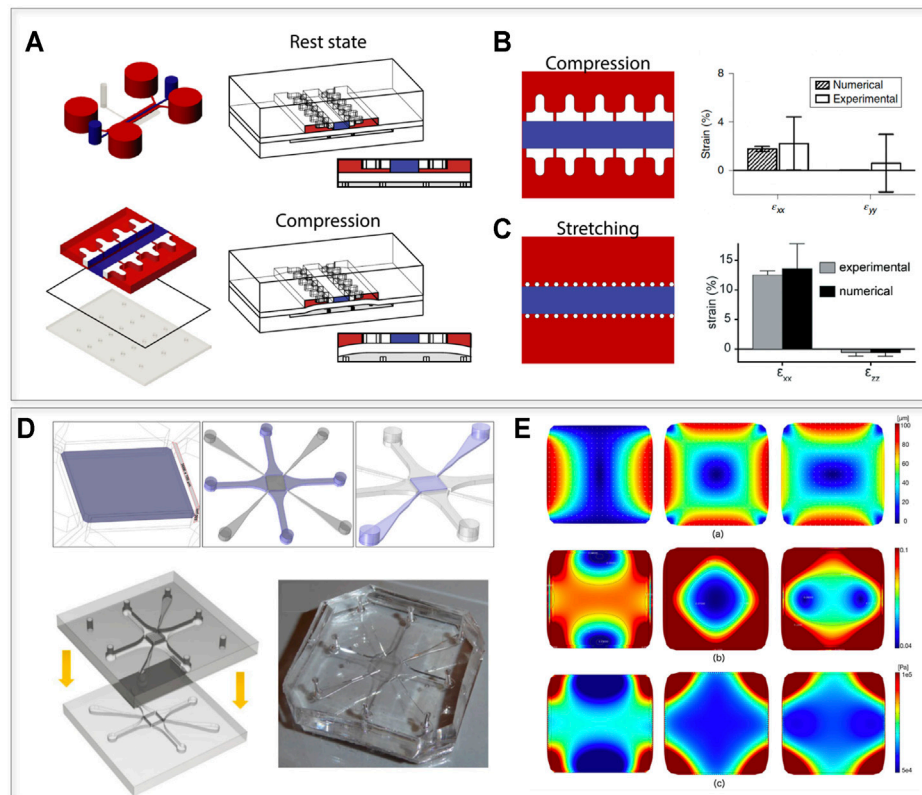 A
Rest state
Compression
B
Compression
Strain (%)
4
0
Numerical
Experimental
εxx
εyy
C
Stretching
strain (%)
15
10
5
0
experimental
numerical
εxx
εzz
D
E
[μm]
100
80
60
40
20
0
(a)
0.1
0.04
(b)
[Pa]
1e5
5e4
(c)